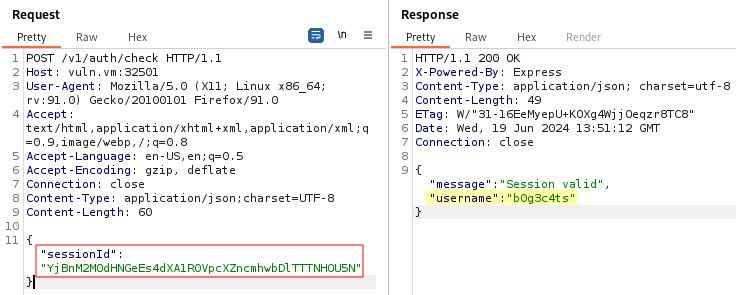 Request
Pretty Raw Hex
\n
1 POST /v1/auth/check HTTP/1.1
2 Host: vuln.vm:32501
3 User-Agent: Mozilla/5.0 (X11; Linux x86_64;
rv:91.0) Gecko/20100101 Firefox/91.0
4 Accept:
text/html,application/xhtml+xml,application/xml;q
=0.9,image/webp,/;q=0.8
5 Accept-Language: en-US,en;q=0.5
6 Accept-Encoding: gzip, deflate
7 Connection: close
8 Content-Type: application/json;charset=UTF-8
9 Content-Length: 60
10
11 {
"sessionId":
"YjBnM2M0dHNGeEs4dXA1R0VpcXZncmhwbDlTTTNHOU5N"
}
Response
Pretty Raw Hex Render
1 HTTP/1.1 200 OK
2 X-Powered-By: Express
3 Content-Type: application/json; charset=utf-8
4 Content-Length: 49
5 ETag: W/"31-16EeMyepU+KOXg4WjjOeqzr8TC8"
6 Date: Wed, 19 Jun 2024 13:51:12 GMT
7 Connection: close
8
9 {
"message":"Session valid",
"username":"b0g3c4ts"
}